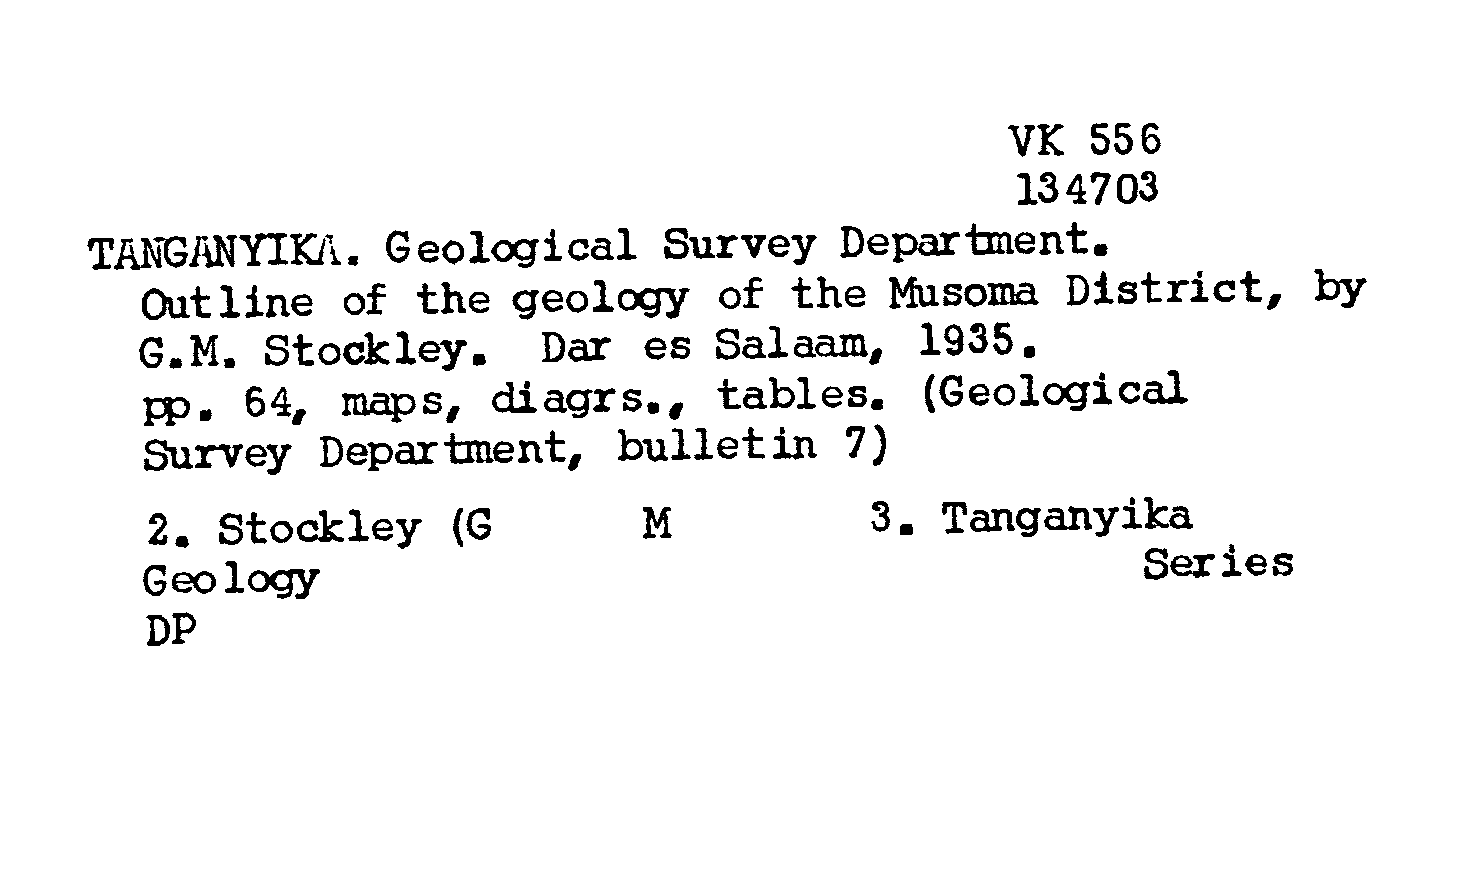 VK 556
134703
TANGANYIKA. Geological Survey Department.
Outline of the geology of the Musoma District, by
G.M. Stockley. Dar es Salaam, 1935.
pp. 64, maps, diagrs., tables. (Geological
Survey Department, bulletin 7)
2. Stockley (G M 3. Tanganyika
Geology Series
DP